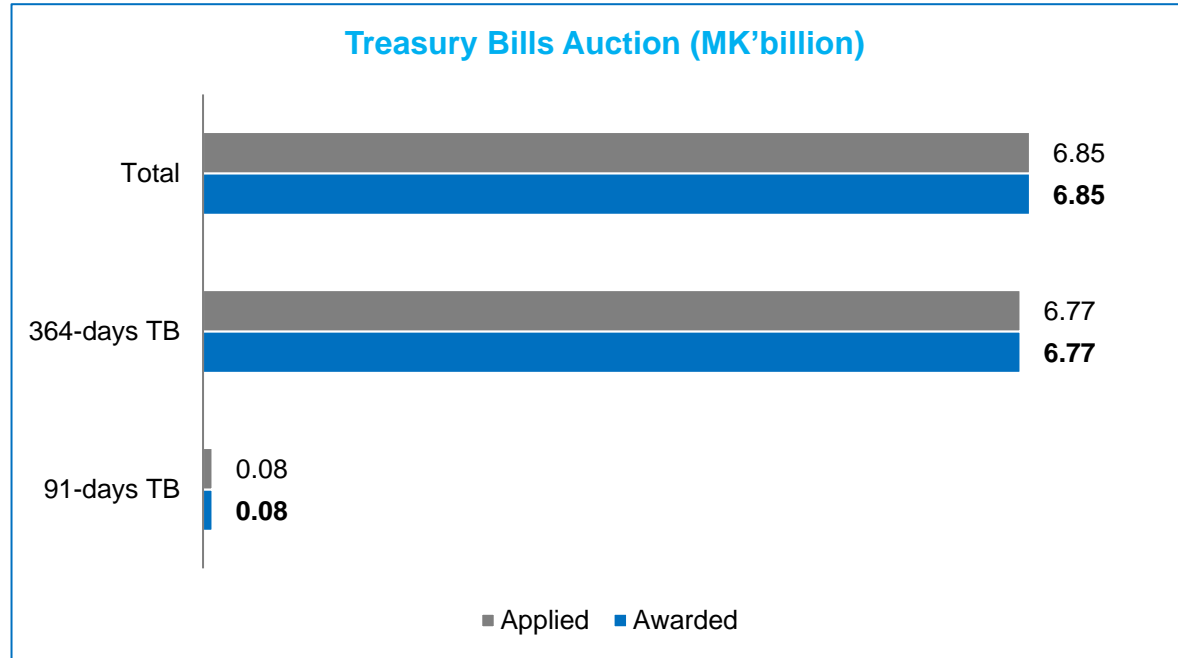 Treasury Bills Auction (MK’billion)
Total
6.85
6.85
364-days TB
6.77
6.77
91-days TB
0.08
0.08
Applied Awarded